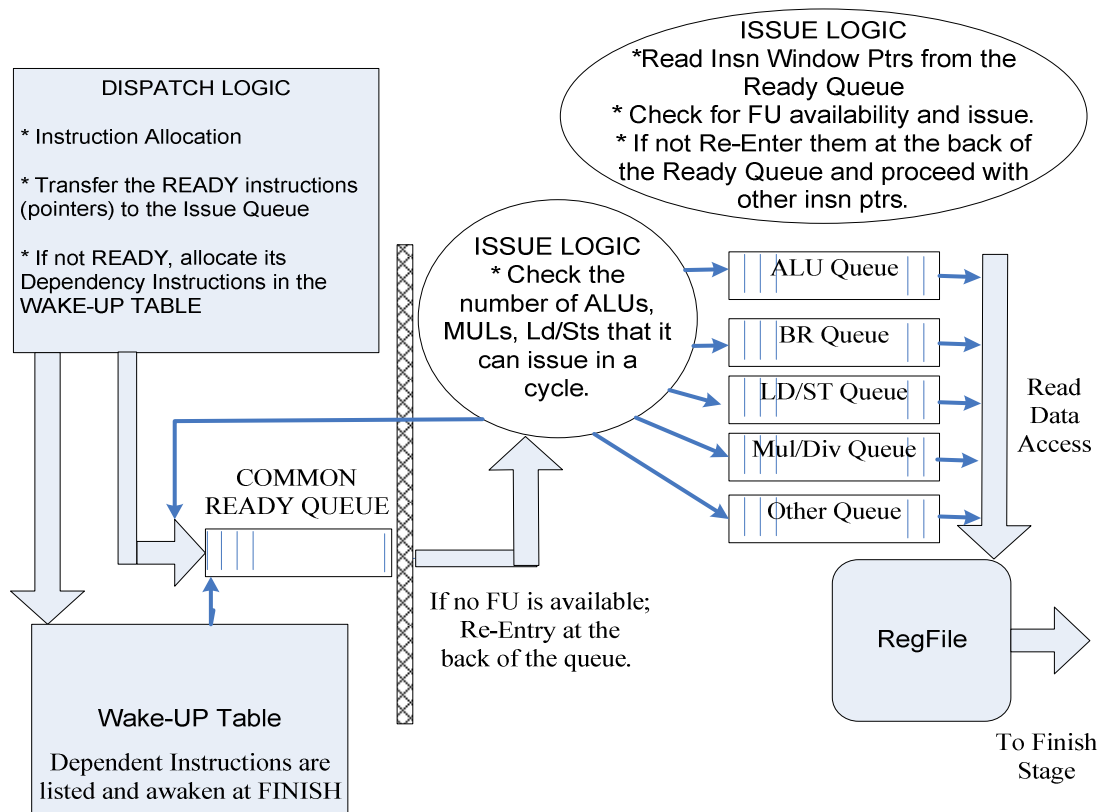 DISPATCH LOGIC
* Instruction Allocation
* Transfer the READY instructions
(pointers) to the Issue Queue
* If not READY, allocate its
Dependency Instructions in the
WAKE-UP TABLE
ISSUE LOGIC
*Read Insn Window Ptrs from the
Ready Queue
* Check for FU availability and issue.
* If not Re-Enter them at the back of
the Ready Queue and proceed with
other insn ptrs.
ISSUE LOGIC
* Check the
number of ALUs,
MULs, Ld/Sts that it
can issue in a
cycle.
ALU Queue
BR Queue
LD/ST Queue
Mul/Div Queue
Other Queue
Read
Data
Access
COMMON
READY QUEUE
If no FU is available;
Re-Entry at the
back of the queue.
RegFile
To Finish
Stage
Wake-UP Table
Dependent Instructions are
listed and awaken at FINISH